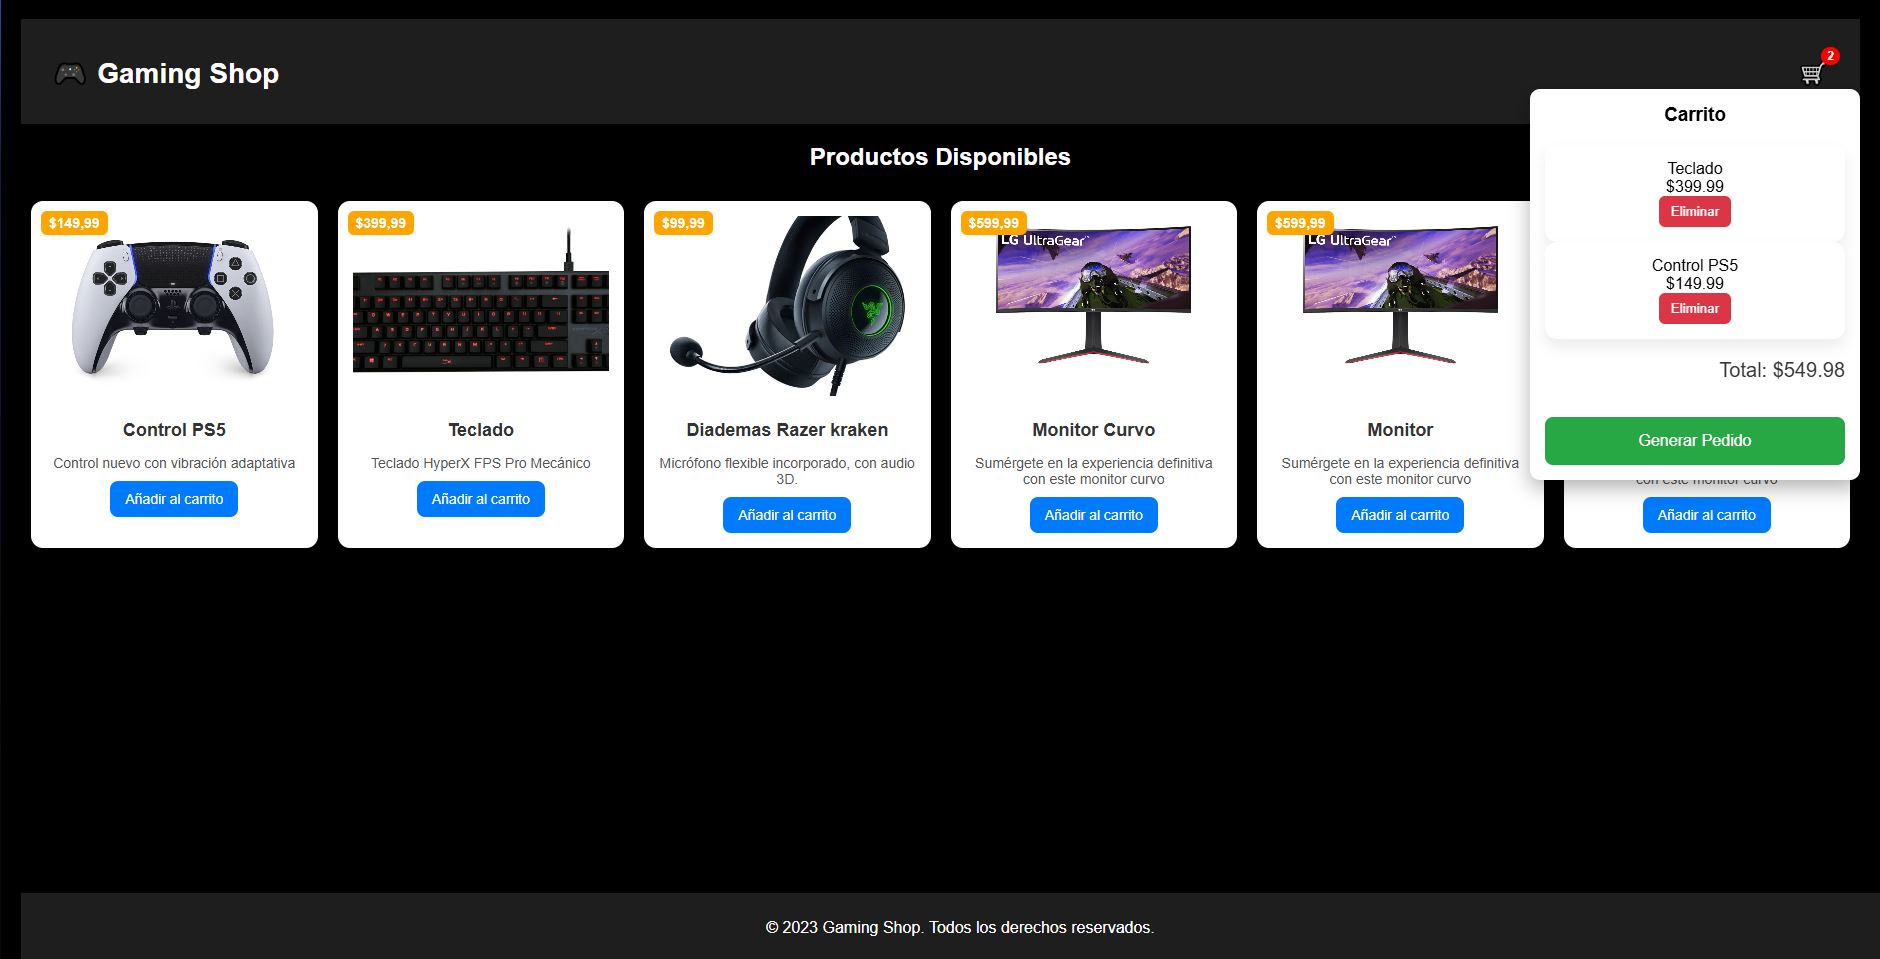 Gaming Shop
2
Carrito
Teclado
$399.99
Eliminar
Control PS5
$149.99
Eliminar
Total: $549.98
Generar Pedido
Productos Disponibles
$149,99
Control PS5
Control nuevo con vibración adaptativa
Añadir al carrito
$399,99
Teclado
Teclado HyperX FPS Pro Mecánico
Añadir al carrito
$99,99
Diademas Razer kraken
Micrófono flexible incorporado, con audio
3D.
Añadir al carrito
$599,99
LG UltraGear
Monitor Curvo
Sumérgete en la experiencia definitiva
con este monitor curvo
Añadir al carrito
$599,99
LG UltraGear
Monitor
Sumérgete en la experiencia definitiva
con este monitor curvo
Añadir al carrito
con este monitor curvo
Añadir al carrito
© 2023 Gaming Shop. Todos los derechos reservados.